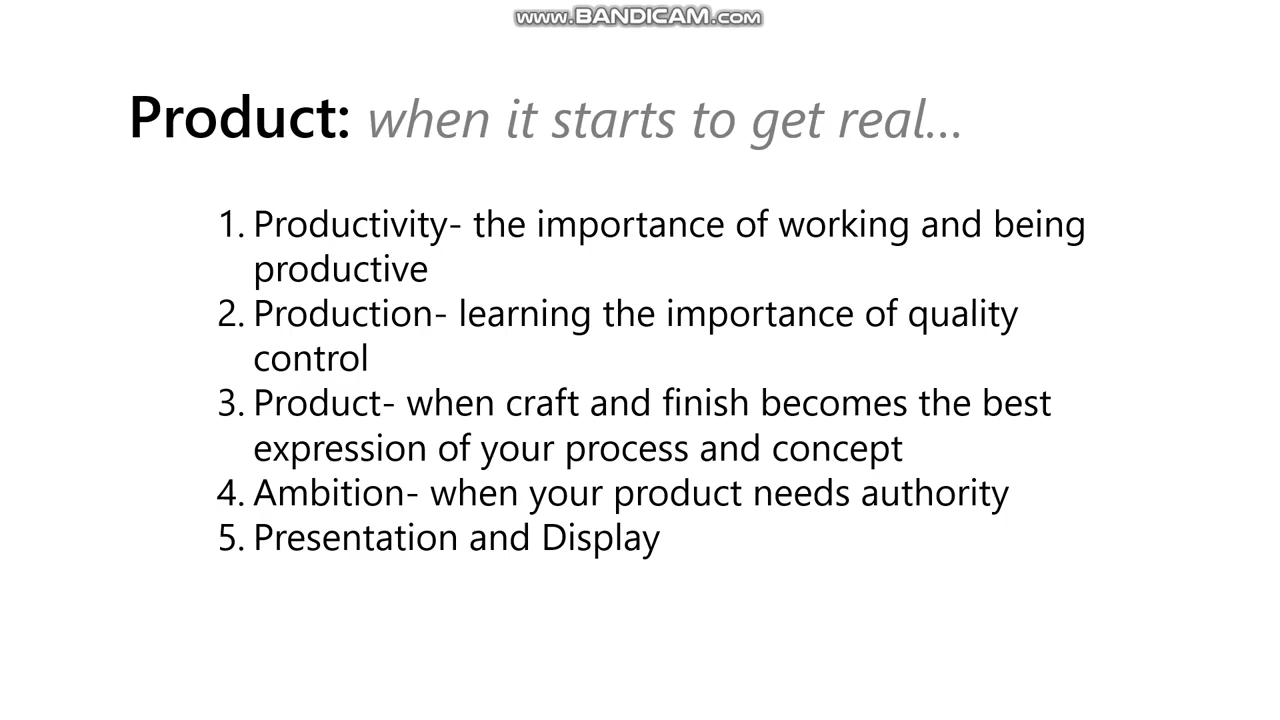 www.BANDICAM.com
Product: when it starts to get real...
1. Productivity- the importance of working and being
productive
2. Production- learning the importance of quality
control
3. Product- when craft and finish becomes the best
expression of your process and concept
4. Ambition- when your product needs authority
5. Presentation and Display